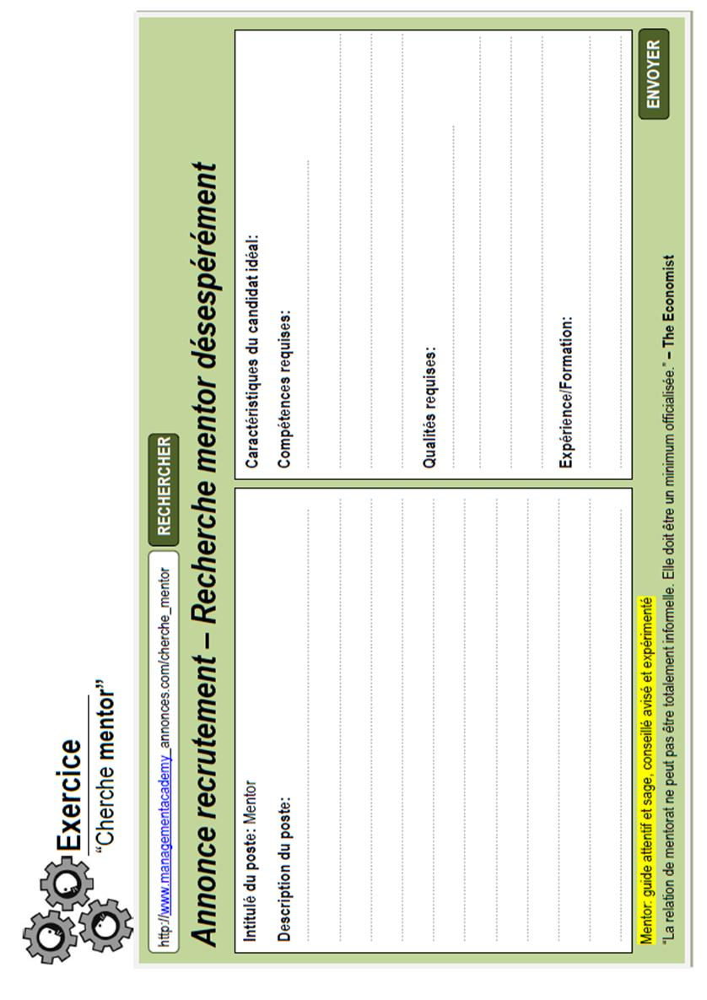 Exercice
“Cherche mentor”
http://www.managementacademy_annonces.com/cherche_mentor
RECHERCHER
Annonce recrutement – Recherche mentor désespérément
Intitulé du poste: Mentor
Description du poste:
Caractéristiques du candidat idéal:
Compétences requises:
Qualités requises:
Expérience/Formation:
Mentor: guide attentif et sage, conseillé avisé et expérimenté
“La relation de mentorat ne peut pas être totalement informelle. Elle doit être un minimum officialisée.” – The Economist
ENVOYER